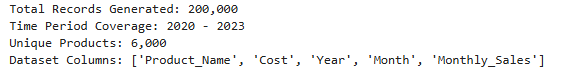 Total Records Generated: 200,000
Time Period Coverage: 2020 - 2023
Unique Products: 6,000
Dataset Columns: ['Product_Name', 'Cost', 'Year', 'Month', 'Monthly_Sales']